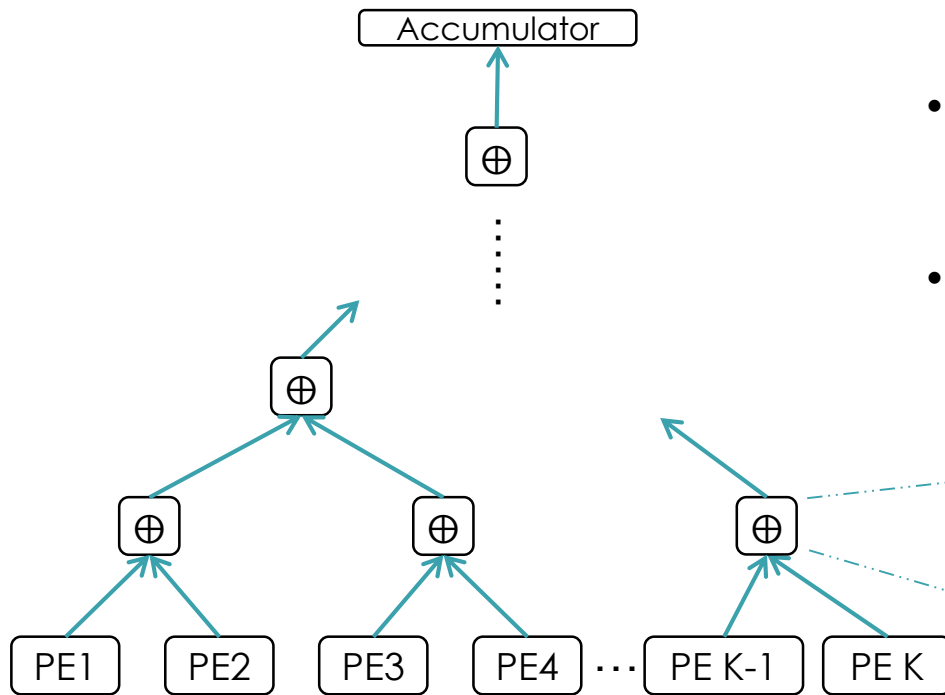 Accumulator
⊕
⊕
⊕ ⊕ ⊕
PE1 PE2 PE3 PE4 ... PE K-1 PE K